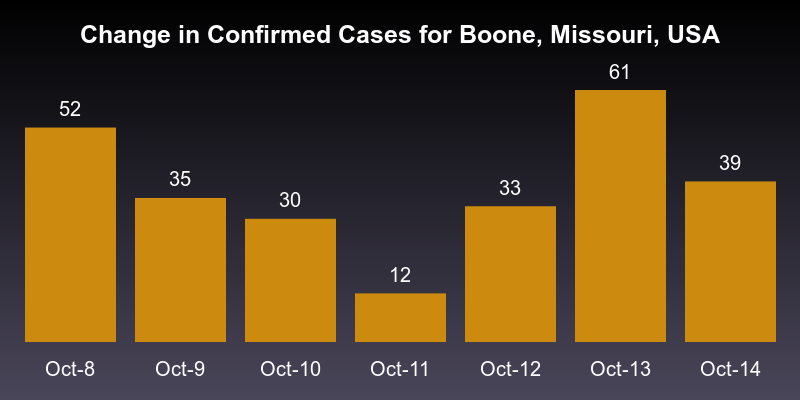 Change in Confirmed Cases for Boone, Missouri, USA
52
35
30
12
33
61
39
Oct-8
Oct-9
Oct-10
Oct-11
Oct-12
Oct-13
Oct-14